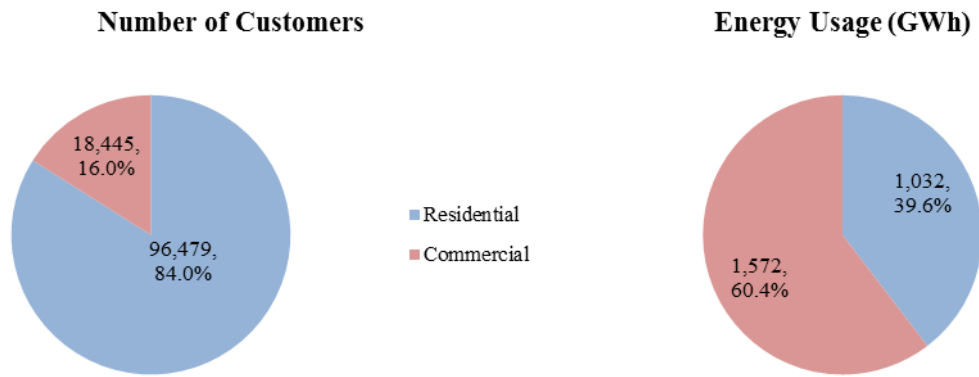 Number of Customers
Energy Usage (GWh)
18,445,
16.0%
96,479,
84.0%
Residential
Commercial
1,032,
39.6%
1,572,
60.4%